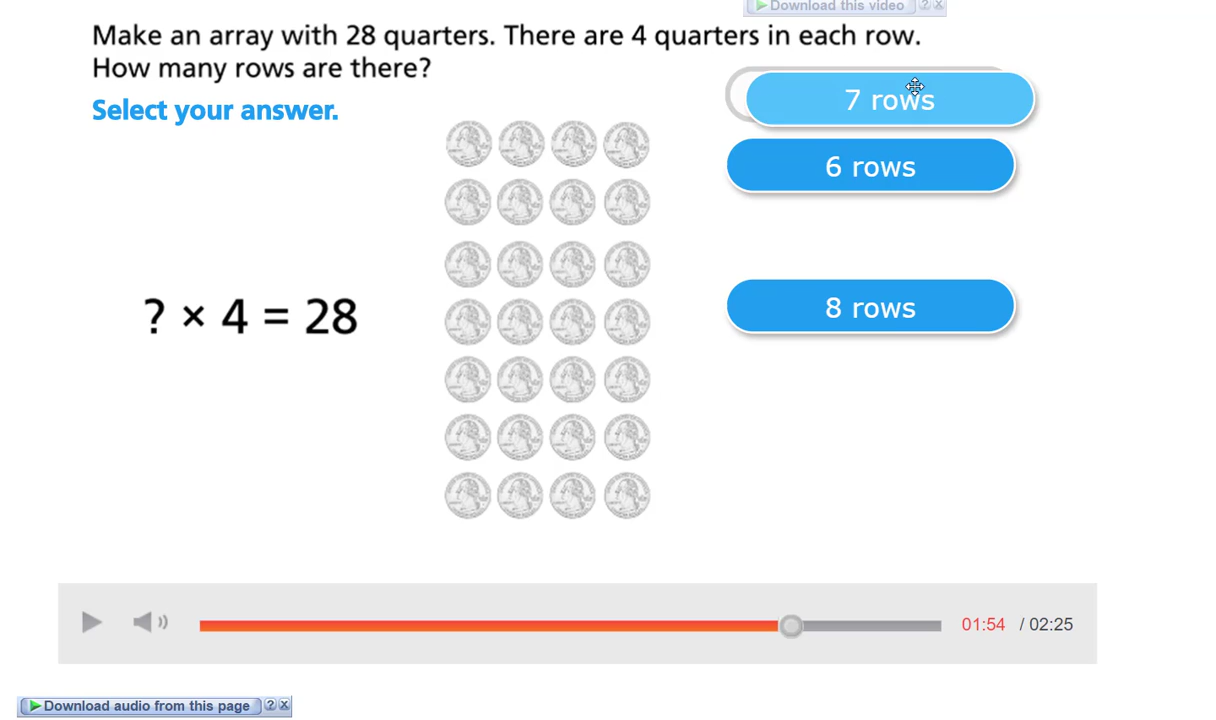 Download this video ? x
Make an array with 28 quarters. There are 4 quarters in each row.
How many rows are there?
Select your answer.
7 rows
6 rows
8 rows
? × 4 = 28
01:54 / 02:25
Download audio from this page ? x